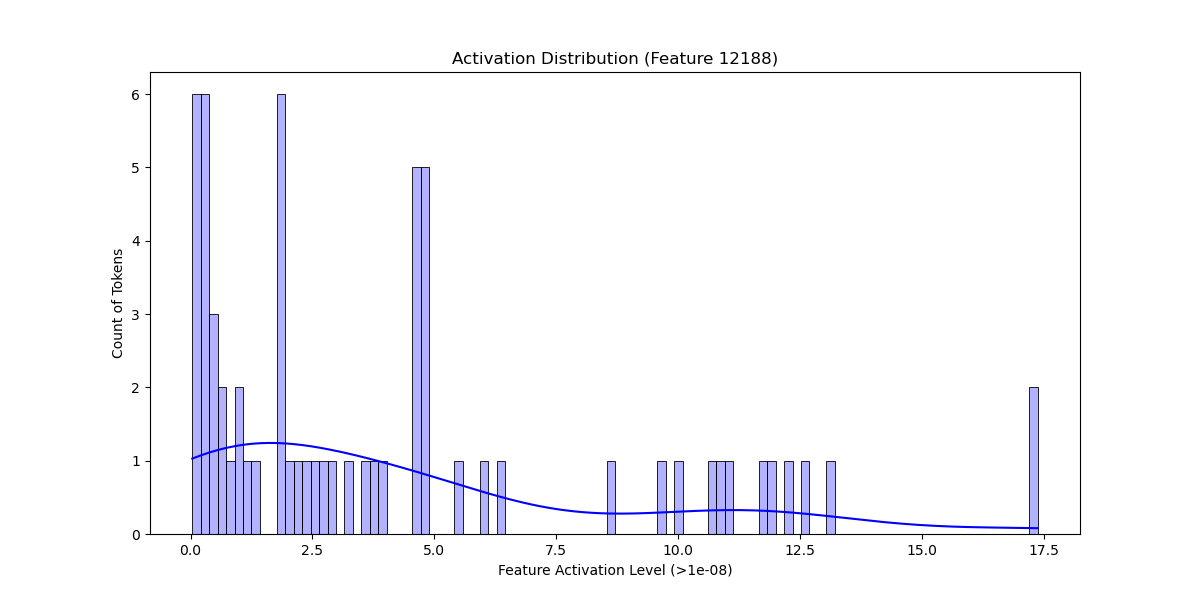 Activation Distribution (Feature 12188)
6
5
4
3
2
1
0
Count of Tokens
0.0 2.5 5.0 7.5 10.0 12.5 15.0 17.5
Feature Activation Level (>1e-08)